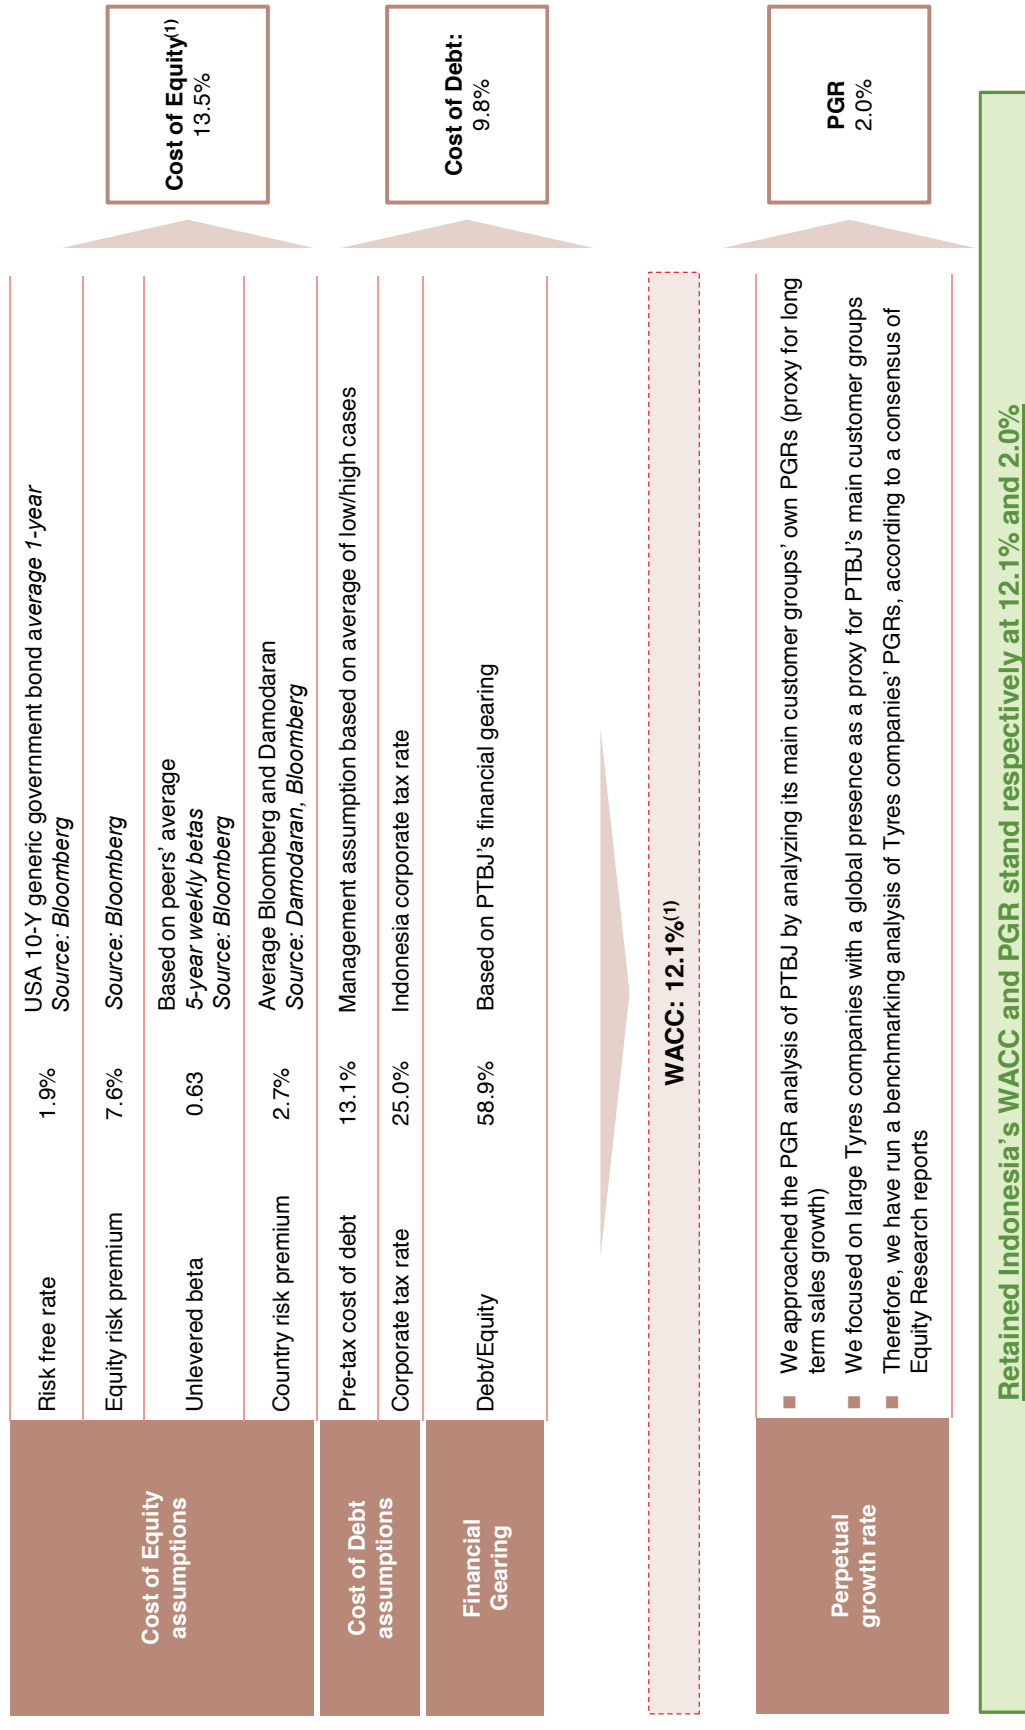 Cost of Equity
assumptions
Risk free rate
1.9%
USA 10-Y generic government bond average 1-year
Source: Bloomberg
Equity risk premium
7.6%
Source: Bloomberg
Unlevered beta
0.63
Based on peers' average
5-year weekly betas
Source: Bloomberg
Country risk premium
2.7%
Average Bloomberg and Damodaran
Source: Damodaran, Bloomberg
Cost of Equity(1)
13.5%
Cost of Debt
assumptions
Pre-tax cost of debt
13.1%
Management assumption based on average of low/high cases
Corporate tax rate
25.0%
Indonesia corporate tax rate
Financial
Gearing
Debt/Equity
58.9%
Based on PTBJ's financial gearing
Cost of Debt:
9.8%
WACC: 12.1%(1)
Perpetual
growth rate
■ We approached the PGR analysis of PTBJ by analyzing its main customer groups' own PGRs (proxy for long
term sales growth)
■ We focused on large Tyres companies with a global presence as a proxy for PTBJ's main customer groups
■ Therefore, we have run a benchmarking analysis of Tyres companies' PGRs, according to a consensus of
Equity Research reports
PGR
2.0%
Retained Indonesia's WACC and PGR stand respectively at 12.1% and 2.0%